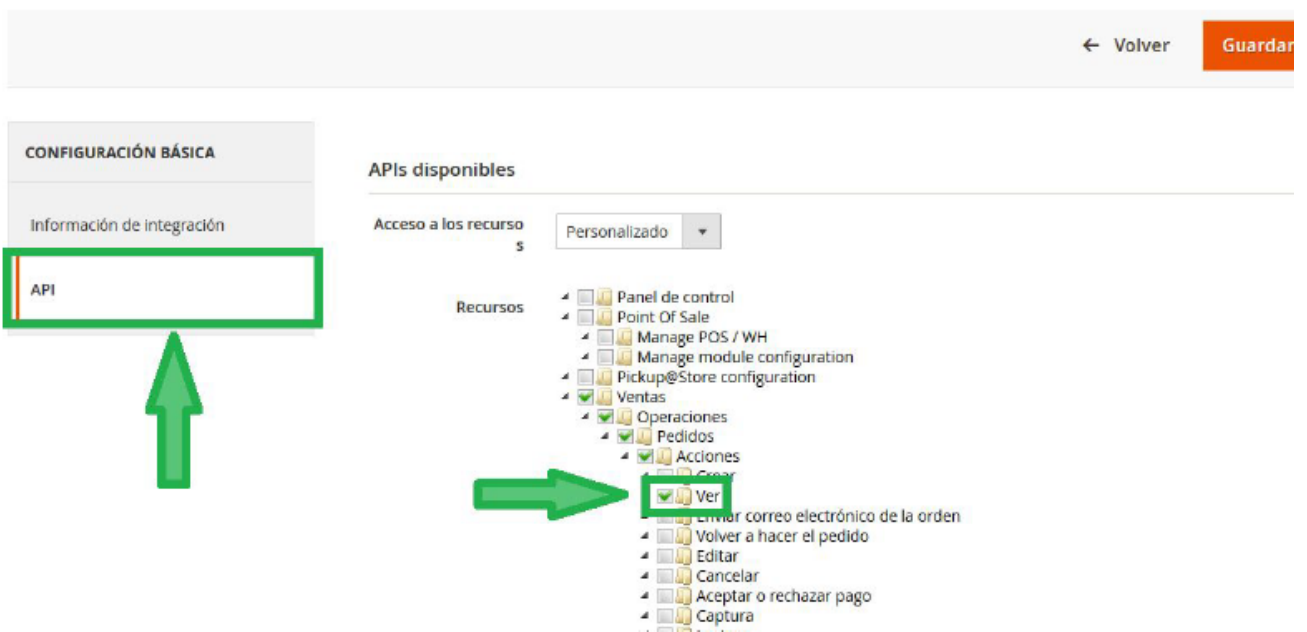 ← Volver
Guardar
CONFIGURACIÓN BÁSICA
Información de integración
API
APIs disponibles
Acceso a los recurso
s
Personalizado
Recursos
Panel de control
Point Of Sale
Manage POS / WH
Manage module configuration
Pickup@Store configuration
Ventas
Operaciones
Pedidos
Acciones
Crear
Ver
Enviar correo electrónico de la orden
Volver a hacer el pedido
Editar
Cancelar
Aceptar o rechazar pago
Captura